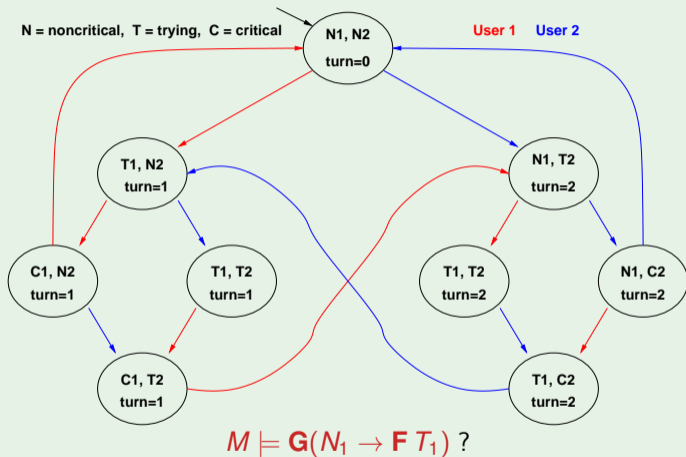 N = noncritical, T = trying, C = critical
User 1 User 2
N1, N2
turn=0
T1, N2
turn=1
N1, T2
turn=2
C1, N2
turn=1
T1, T2
turn=1
T1, T2
turn=2
N1, C2
turn=2
C1, T2
turn=1
T1, C2
turn=2
M ⊨ G(N₁ → F T₁) ?